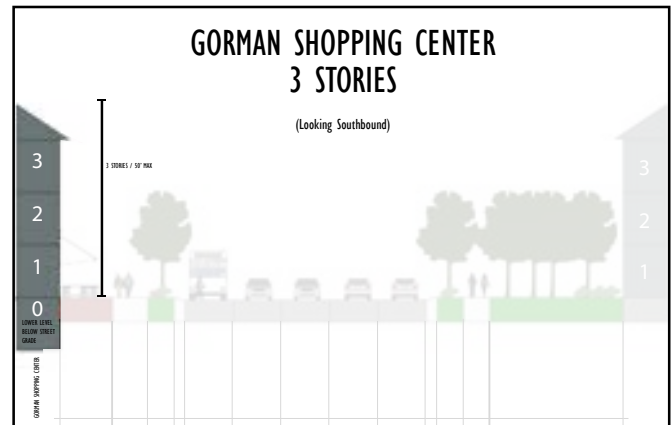 GORMAN SHOPPING CENTER
3 STORIES
(Looking Southbound)
3 STORIES / 50' MAX
3
2
1
0
LOWER LEVEL
BELOW STREET
GRADE
GORMAN SHOPPING CENTER
3
2
1